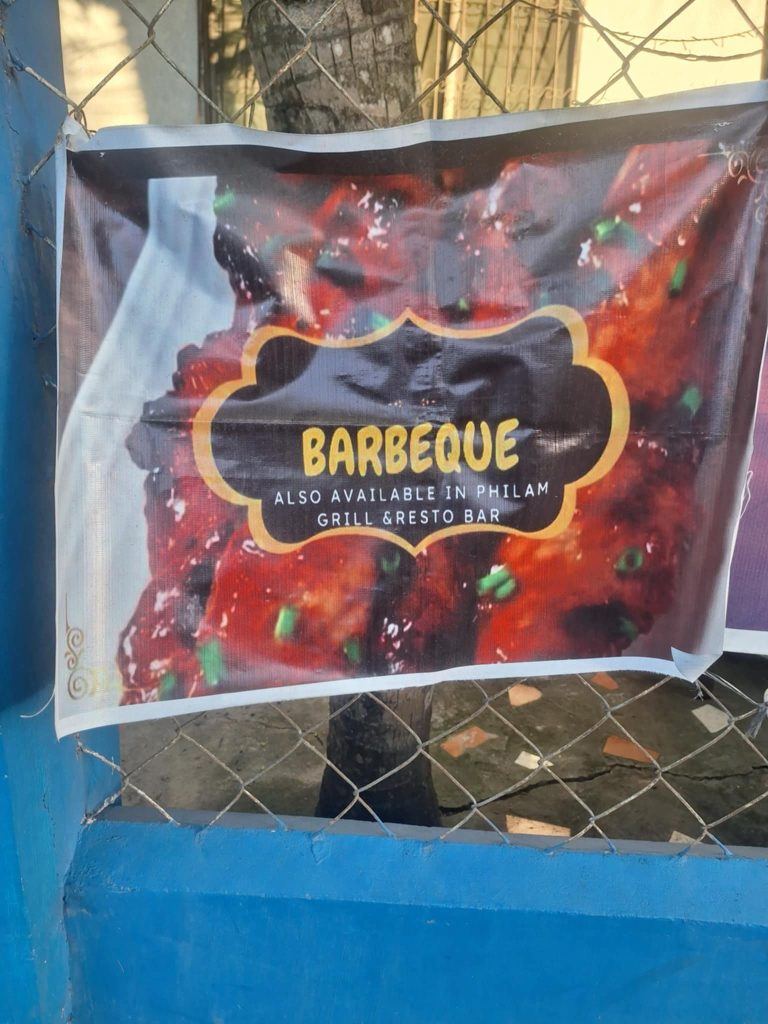 BARBEQUE
ALSO AVAILABLE IN PHILAM
GRILL &RESTO BAR